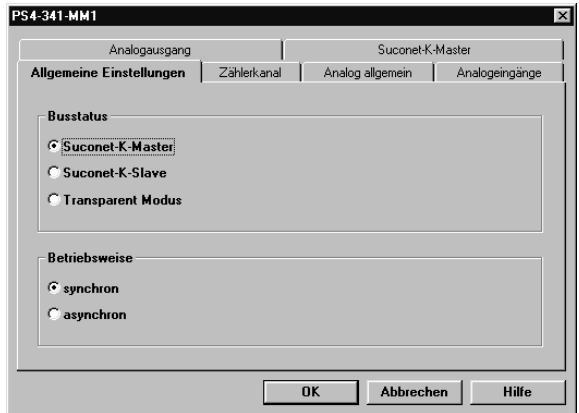 PS4-341-MM1
Analogausgang Suconet-K-Master
Allgemeine Einstellungen Zählerkanal Analog allgemein Analogeingänge
Busstatus
Suconet-K-Master
Suconet-K-Slave
Transparent Modus
Betriebsweise
synchron
asynchron
OK Abbrechen Hilfe